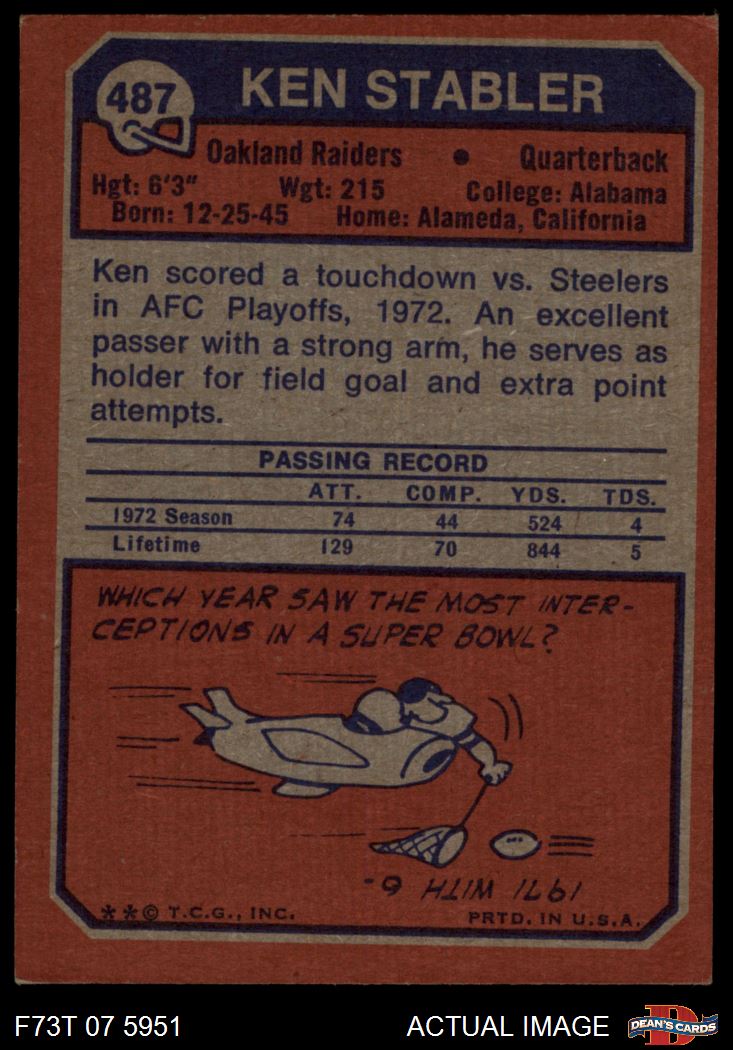 487
KEN STABLER
Oakland Raiders • Quarterback
Hgt: 6'3" Wgt: 215 College: Alabama
Born: 12-25-45 Home: Alameda, California
Ken scored a touchdown vs. Steelers
in AFC Playoffs, 1972. An excellent
passer with a strong arm, he serves as
holder for field goal and extra point
attempts.
PASSING RECORD
ATT. COMP. YDS. TDS.
1972 Season 74 44 524 4
Lifetime 129 70 844 5
WHICH YEAR SAW THE MOST INTER-
CEPTIONS IN A SUPER BOWL?
1971 WITH 6-
**© T.C.G., INC. PRTD. IN U.S.A.
F73T 07 5951 ACTUAL IMAGE D DEAN'S CARDS